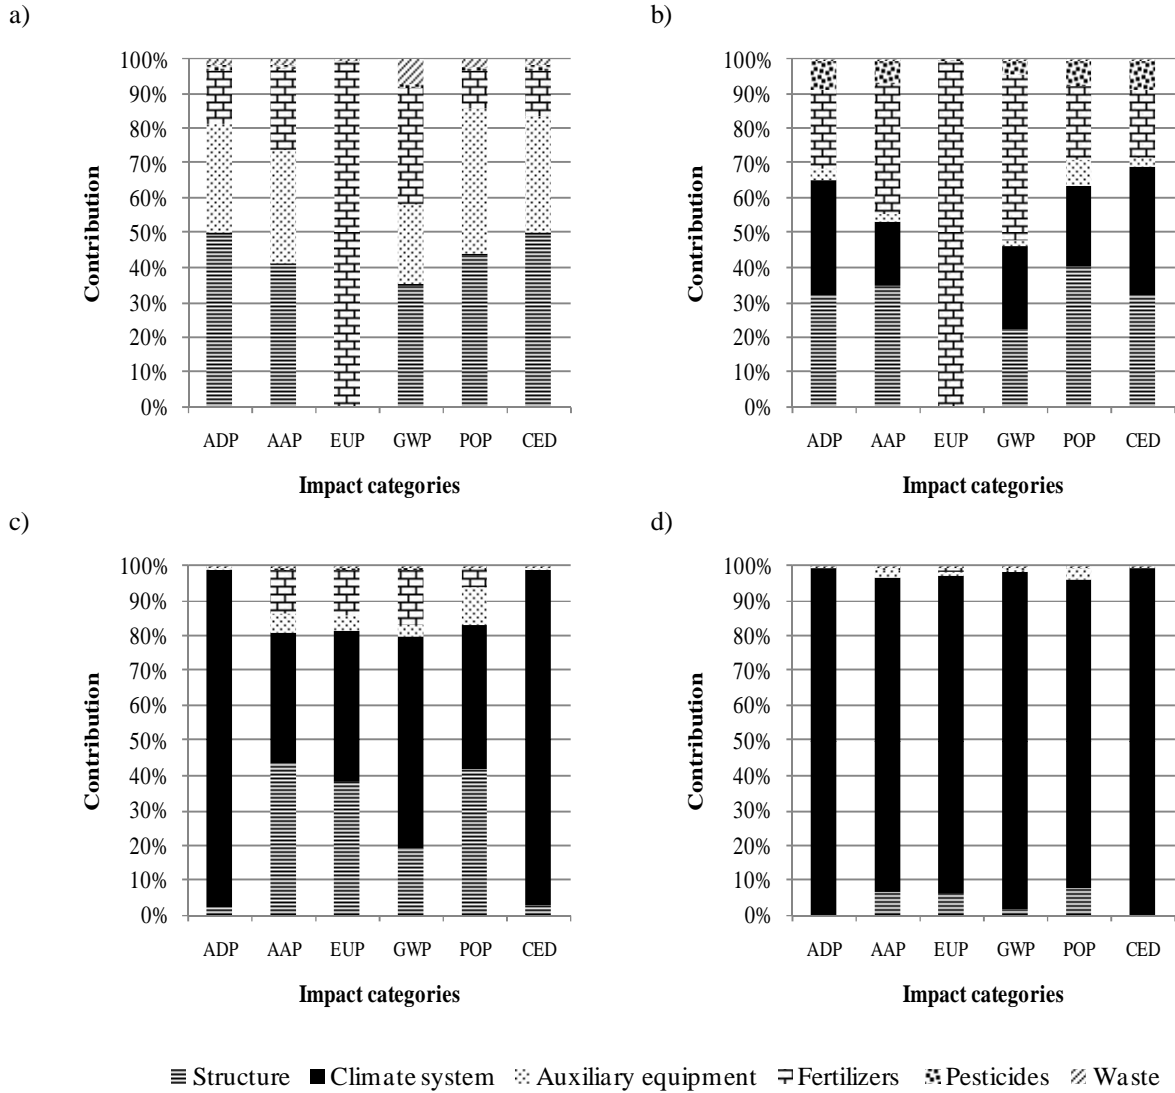 a)
100%
90%
80%
70%
60%
50%
40%
30%
20%
10%
0%
Contribution
ADP AAP EUP GWP POP CED
Impact categories
b)
100%
90%
80%
70%
60%
50%
40%
30%
20%
10%
0%
Contribution
ADP AAP EUP GWP POP CED
Impact categories
c)
100%
90%
80%
70%
60%
50%
40%
30%
20%
10%
0%
Contribution
ADP AAP EUP GWP POP CED
Impact categories
d)
100%
90%
80%
70%
60%
50%
40%
30%
20%
10%
0%
Contribution
ADP AAP EUP GWP POP CED
Impact categories
Structure Climate system Auxiliary equipment Fertilizers Pesticides Waste